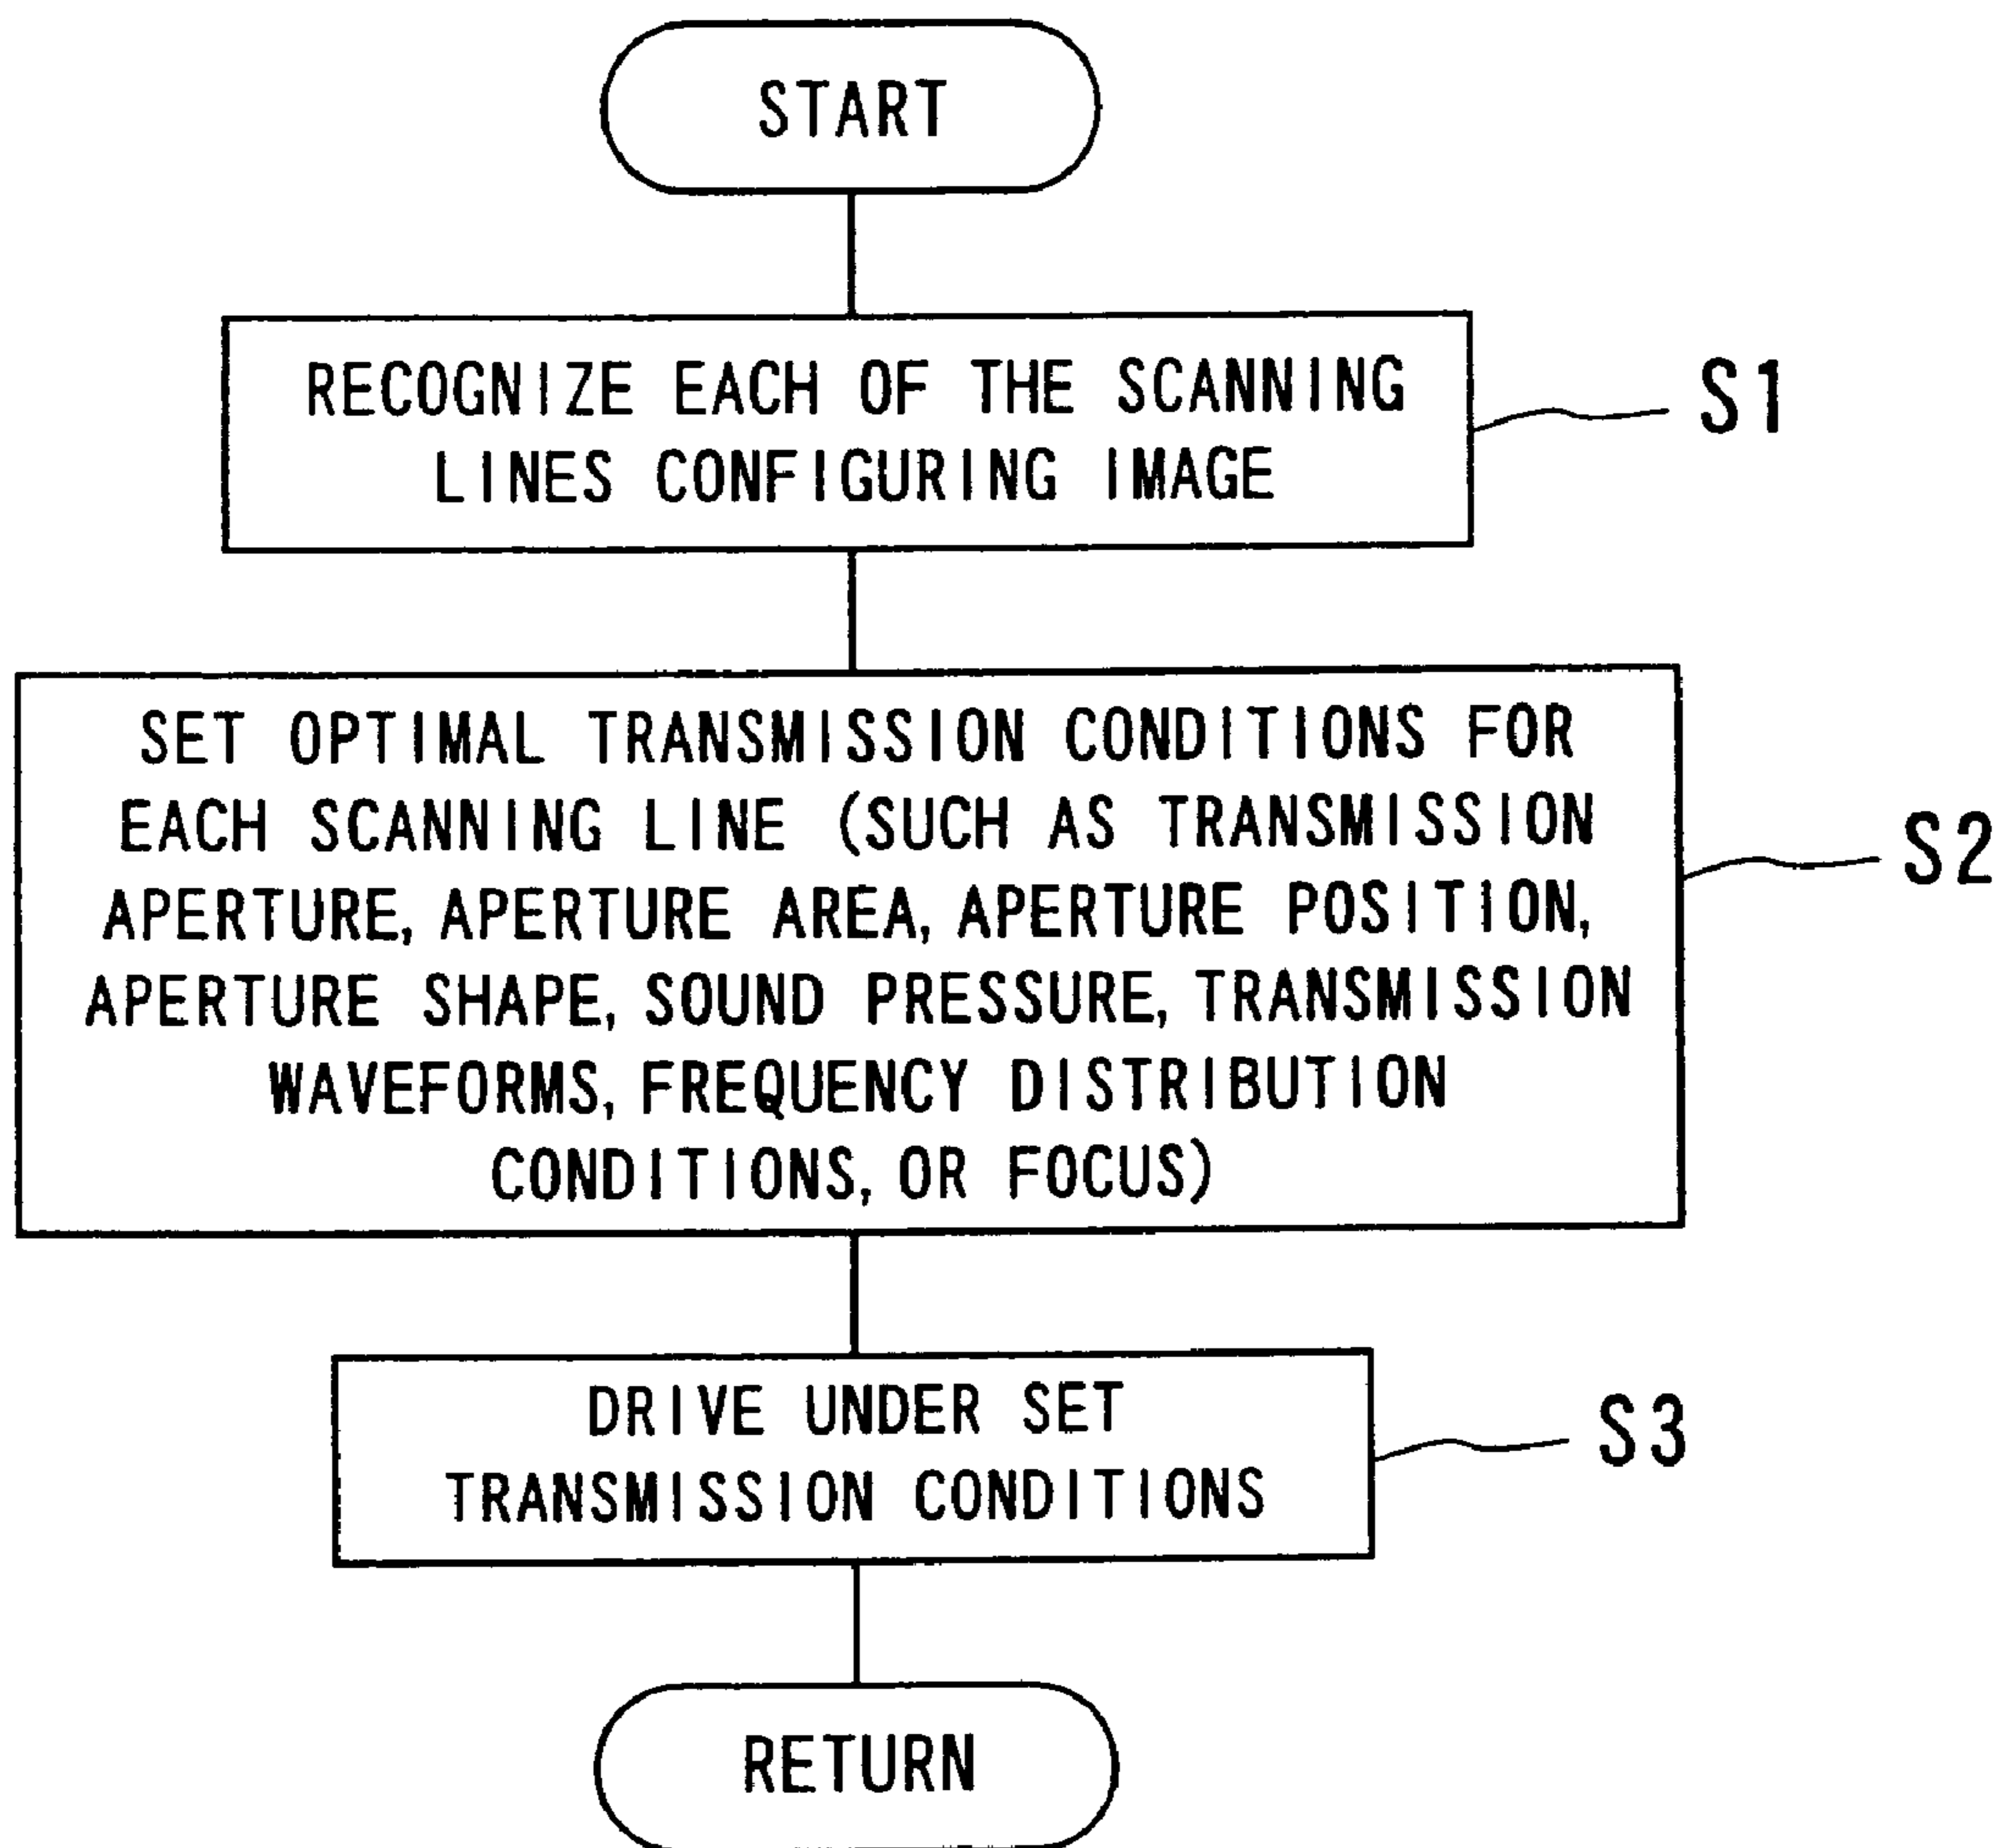 START
RECOGNIZE EACH OF THE SCANNING
LINES CONFIGURING IMAGE
S1
SET OPTIMAL TRANSMISSION CONDITIONS FOR
EACH SCANNING LINE (SUCH AS TRANSMISSION
APERTURE, APERTURE AREA, APERTURE POSITION,
APERTURE SHAPE, SOUND PRESSURE, TRANSMISSION
WAVEFORMS, FREQUENCY DISTRIBUTION
CONDITIONS, OR FOCUS)
S2
DRIVE UNDER SET
TRANSMISSION CONDITIONS
S3
RETURN